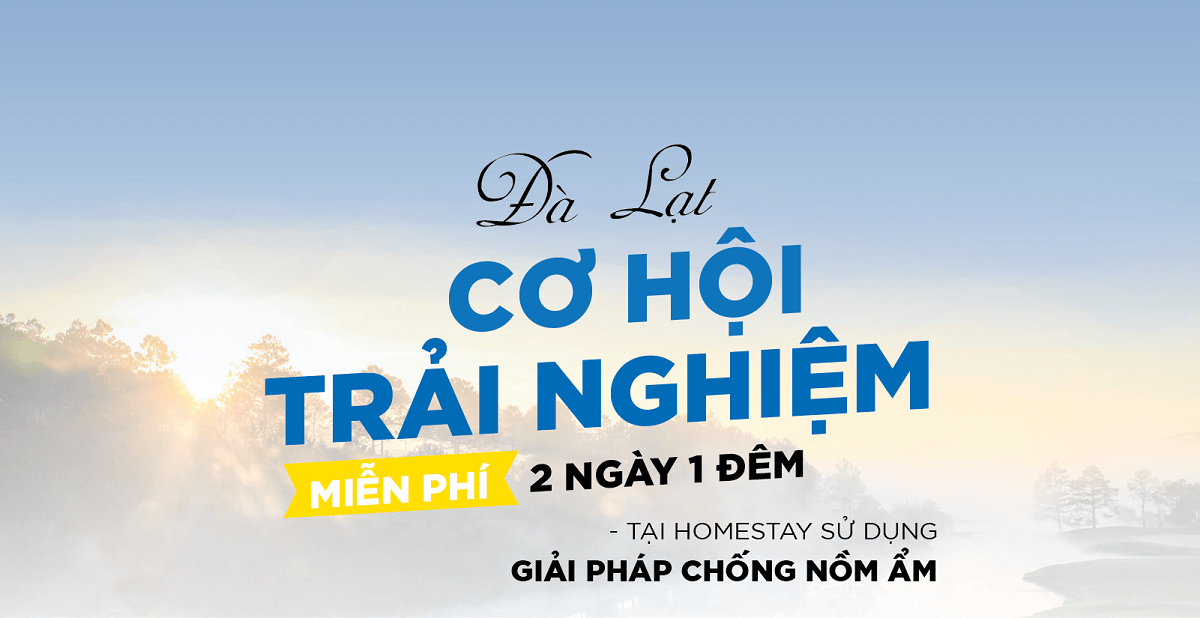 Đà Lạt
CƠ HỘI
TRẢI NGHIỆM
MIỄN PHÍ 2 NGÀY 1 ĐÊM
- TẠI HOMESTAY SỬ DỤNG
GIẢI PHÁP CHỐNG NỒM ẨM